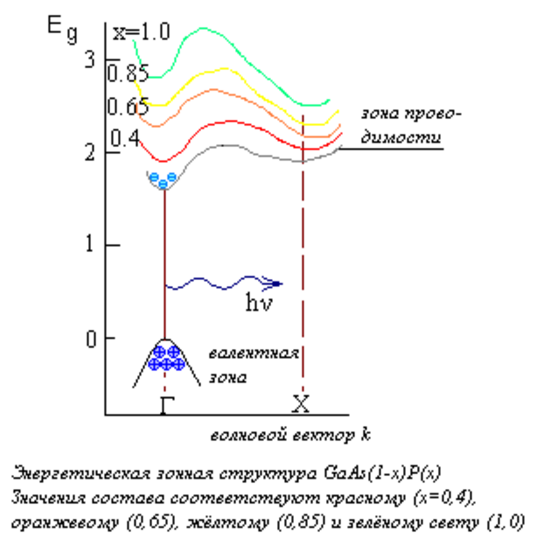 Eg
x=1.0
3
0.85
0.65
зона прово-
димости
0.4
2
1
hν
0
валентная
зона
Γ
X
волновой вектор k
Энергетическая зонная структура GaAs(1-x)P(x)
Значения состава соответствуют красному (x=0,4),
оранжевому (0,65), жёлтому (0,85) и зелёному свету (1,0)